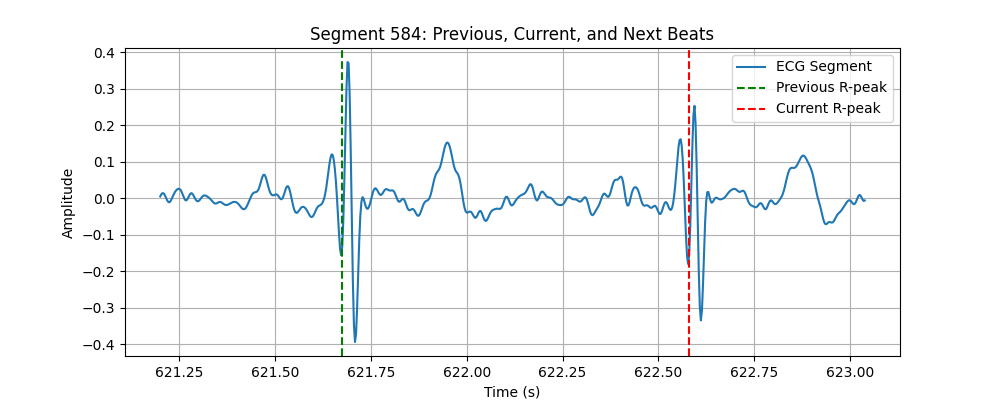 Segment 584: Previous, Current, and Next Beats
ECG Segment
Previous R-peak
Current R-peak
Amplitude
0.4
0.3
0.2
0.1
0.0
−0.1
−0.2
−0.3
−0.4
621.25 621.50 621.75 622.00 622.25 622.50 622.75 623.00
Time (s)